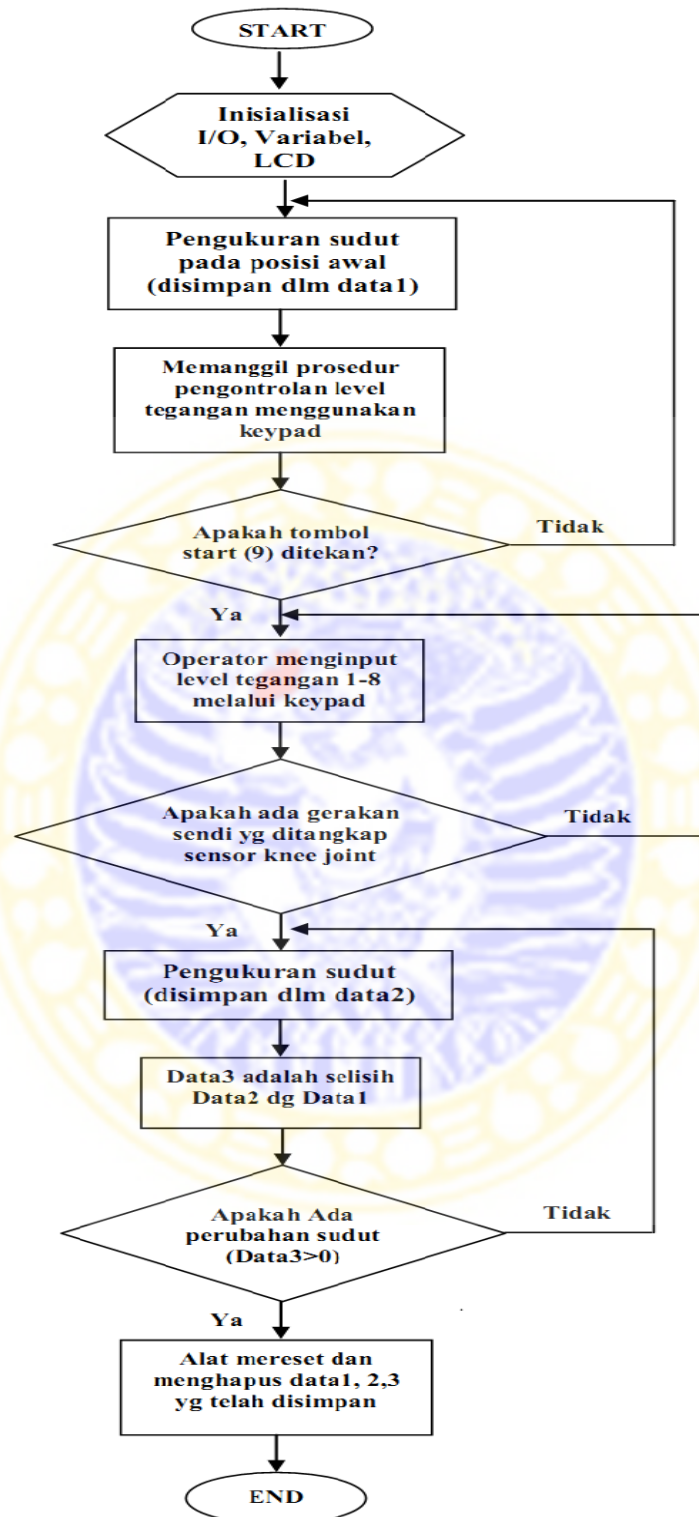 START
Inisialisasi
I/O, Variabel,
LCD
Pengukuran sudut
pada posisi awal
(disimpan dlm data1)
Memanggil prosedur
pengontrolan level
tegangan menggunakan
keypad
Apakah tombol
start (9) ditekan?
Tidak
Ya
Operator menginput
level tegangan 1-8
melalui keypad
Apakah ada gerakan
sendi yg ditangkap
sensor knee joint
Tidak
Ya
Pengukuran sudut
(disimpan dlm data2)
Data3 adalah selisih
Data2 dg Data1
Apakah Ada
perubahan sudut
(Data3>0)
Tidak
Ya
Alat mereset dan
menghapus data1, 2,3
yg telah disimpan
END